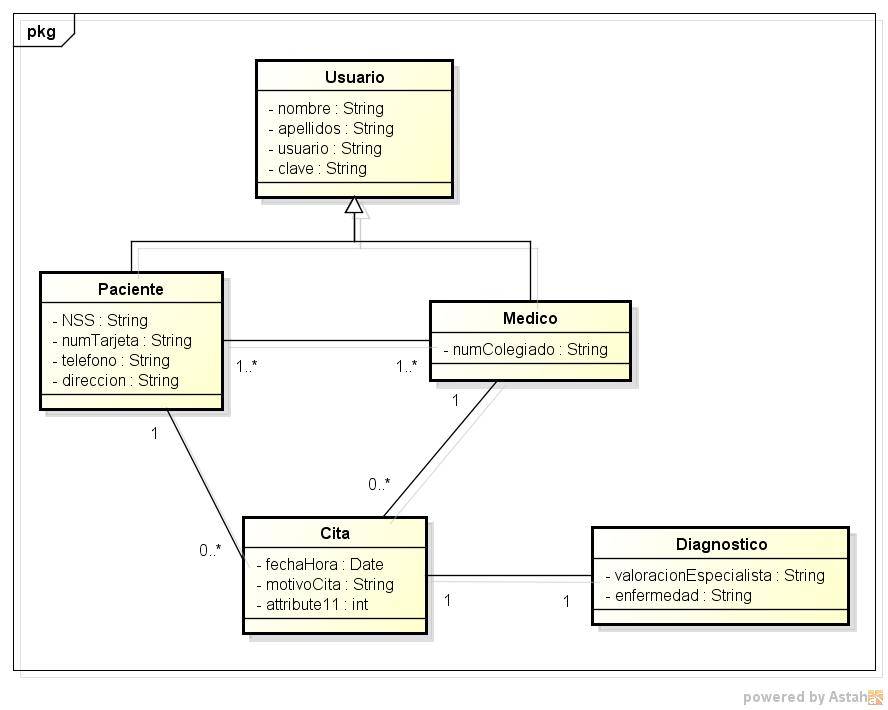 pkg
Usuario
- nombre : String
- apellidos : String
- usuario : String
- clave : String
Paciente
- NSS : String
- numTarjeta : String
- telefono : String
- direccion : String
Medico
- numColegiado : String
1..*
1..*
1
1
0..*
0..*
Cita
- fechaHora : Date
- motivoCita : String
- attribute11 : int
Diagnostico
- valoracionEspecialista : String
- enfermedad : String
1
1
powered by Astah